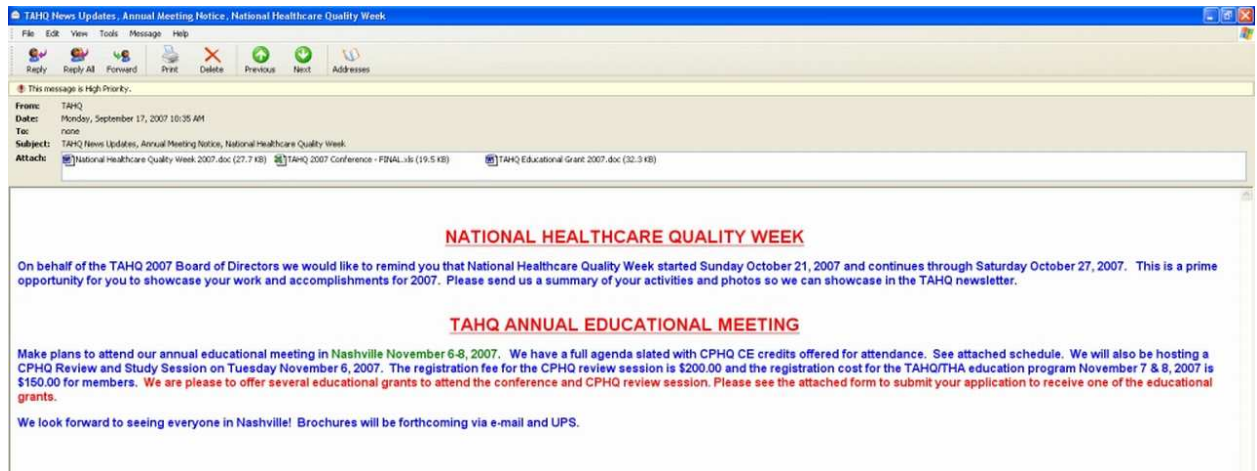 TAHQ News Updates, Annual Meeting Notice, National Healthcare Quality Week
File Edit View Tools Message Help
Reply Reply All Forward Print Delete Previous Next Addresses
This message is High Priority.
From: TAHQ
Date: Monday, September 17, 2007 10:35 AM
To: none
Subject: TAHQ News Updates, Annual Meeting Notice, National Healthcare Quality Week
Attach: National Healthcare Quality Week 2007.doc (27.7 KB) TAHQ 2007 Conference - FINAL.xls (19.5 KB) TAHQ Educational Grant 2007.doc (32.3 KB)
NATIONAL HEALTHCARE QUALITY WEEK
On behalf of the TAHQ 2007 Board of Directors we would like to remind you that National Healthcare Quality Week started Sunday October 21, 2007 and continues through Saturday October 27, 2007. This is a prime
opportunity for you to showcase your work and accomplishments for 2007. Please send us a summary of your activities and photos so we can showcase in the TAHQ newsletter.
TAHQ ANNUAL EDUCATIONAL MEETING
Make plans to attend our annual educational meeting in Nashville November 6-8, 2007. We have a full agenda slated with CPHQ CE credits offered for attendance. See attached schedule. We will also be hosting a
CPHQ Review and Study Session on Tuesday November 6, 2007. The registration fee for the CPHQ review session is $200.00 and the registration cost for the TAHQ/THA education program November 7 & 8, 2007 is
$150.00 for members. We are please to offer several educational grants to attend the conference and CPHQ review session. Please see the attached form to submit your application to receive one of the educational
grants.
We look forward to seeing everyone in Nashville! Brochures will be forthcoming via e-mail and UPS.